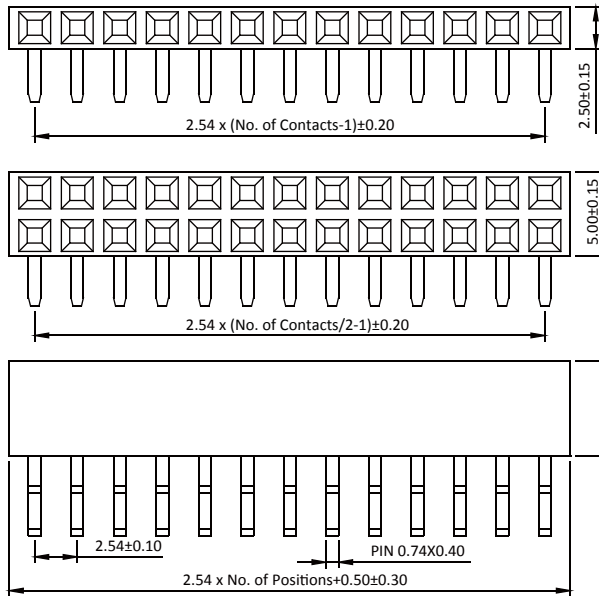 2.50±0.15
2.54 x (No. of Contacts-1)±0.20
5.00±0.15
2.54 x (No. of Contacts/2-1)±0.20
2.54±0.10
PIN 0.74X0.40
2.54 x No. of Positions+0.50±0.30